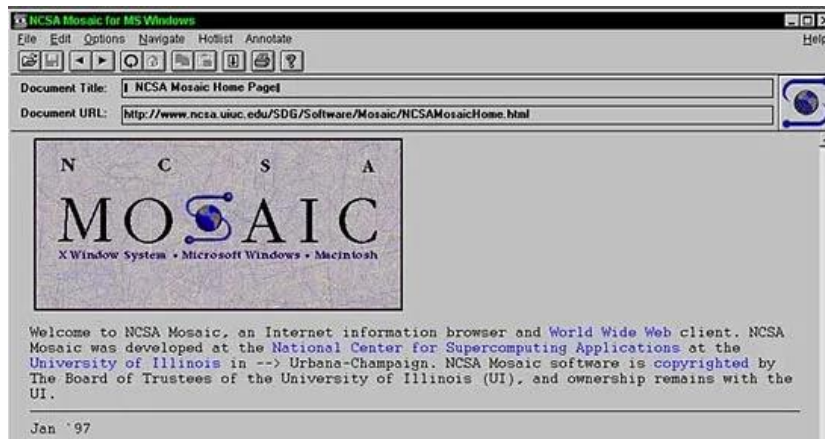 NCSA Mosaic for MS Windows
File Edit Options Navigate Hotlist Annotate Help
Document Title: NCSA Mosaic Home Page
Document URL: http://www.ncsa.uiuc.edu/SDG/Software/Mosaic/NCSAMosaicHome.html
N C S A
MOSAIC
X Window System • Microsoft Windows • Macintosh
Welcome to NCSA Mosaic, an Internet information browser and World Wide Web client. NCSA
Mosaic was developed at the National Center for Supercomputing Applications at the
University of Illinois in --> Urbana-Champaign. NCSA Mosaic software is copyrighted by
The Board of Trustees of the University of Illinois (UI), and ownership remains with the
UI.
Jan `97